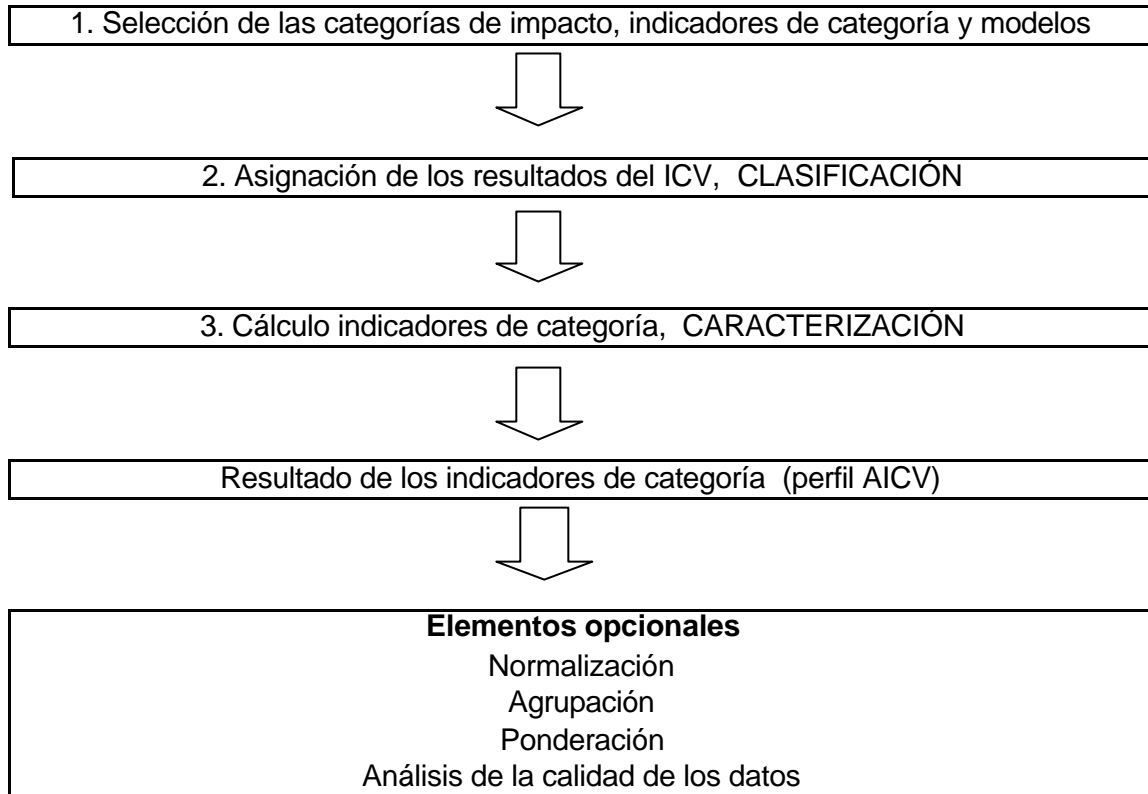 1. Selección de las categorías de impacto, indicadores de categoría y modelos
2. Asignación de los resultados del ICV, CLASIFICACIÓN
3. Cálculo indicadores de categoría, CARACTERIZACIÓN
Resultado de los indicadores de categoría (perfil AICV)
Elementos opcionales
Normalización
Agrupación
Ponderación
Análisis de la calidad de los datos